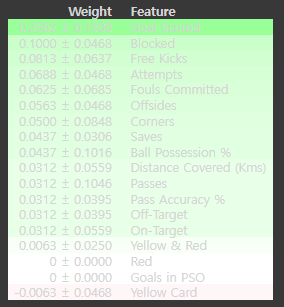 Weight Feature
0.1000 ± 0.0468 Blocked
0.0813 ± 0.0637 Free Kicks
0.0688 ± 0.0468 Attempts
0.0625 ± 0.0685 Fouls Committed
0.0563 ± 0.0468 Offsides
0.0500 ± 0.0848 Corners
0.0437 ± 0.0306 Saves
0.0437 ± 0.1016 Ball Possession %
0.0312 ± 0.0559 Distance Covered (Kms)
0.0312 ± 0.1046 Passes
0.0312 ± 0.0395 Pass Accuracy %
0.0312 ± 0.0395 Off-Target
0.0312 ± 0.0559 On-Target
0.0063 ± 0.0250 Yellow & Red
0 ± 0.0000 Red
0 ± 0.0000 Goals in PSO
-0.0063 ± 0.0468 Yellow Card